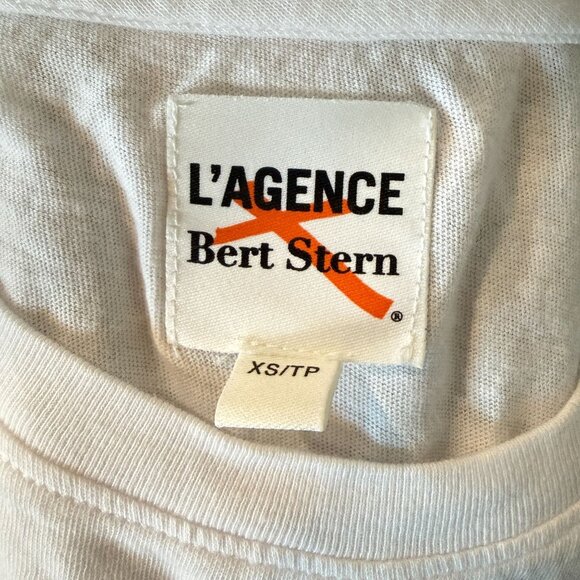 L'AGENCE
Bert Stern
®
XS/TP